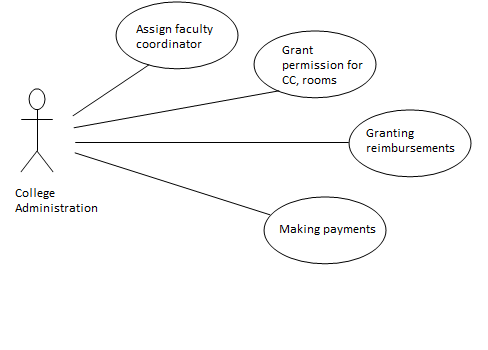 Assign faculty
coordinator
Grant
permission for
CC, rooms
Granting
reimbursements
College
Administration
Making payments